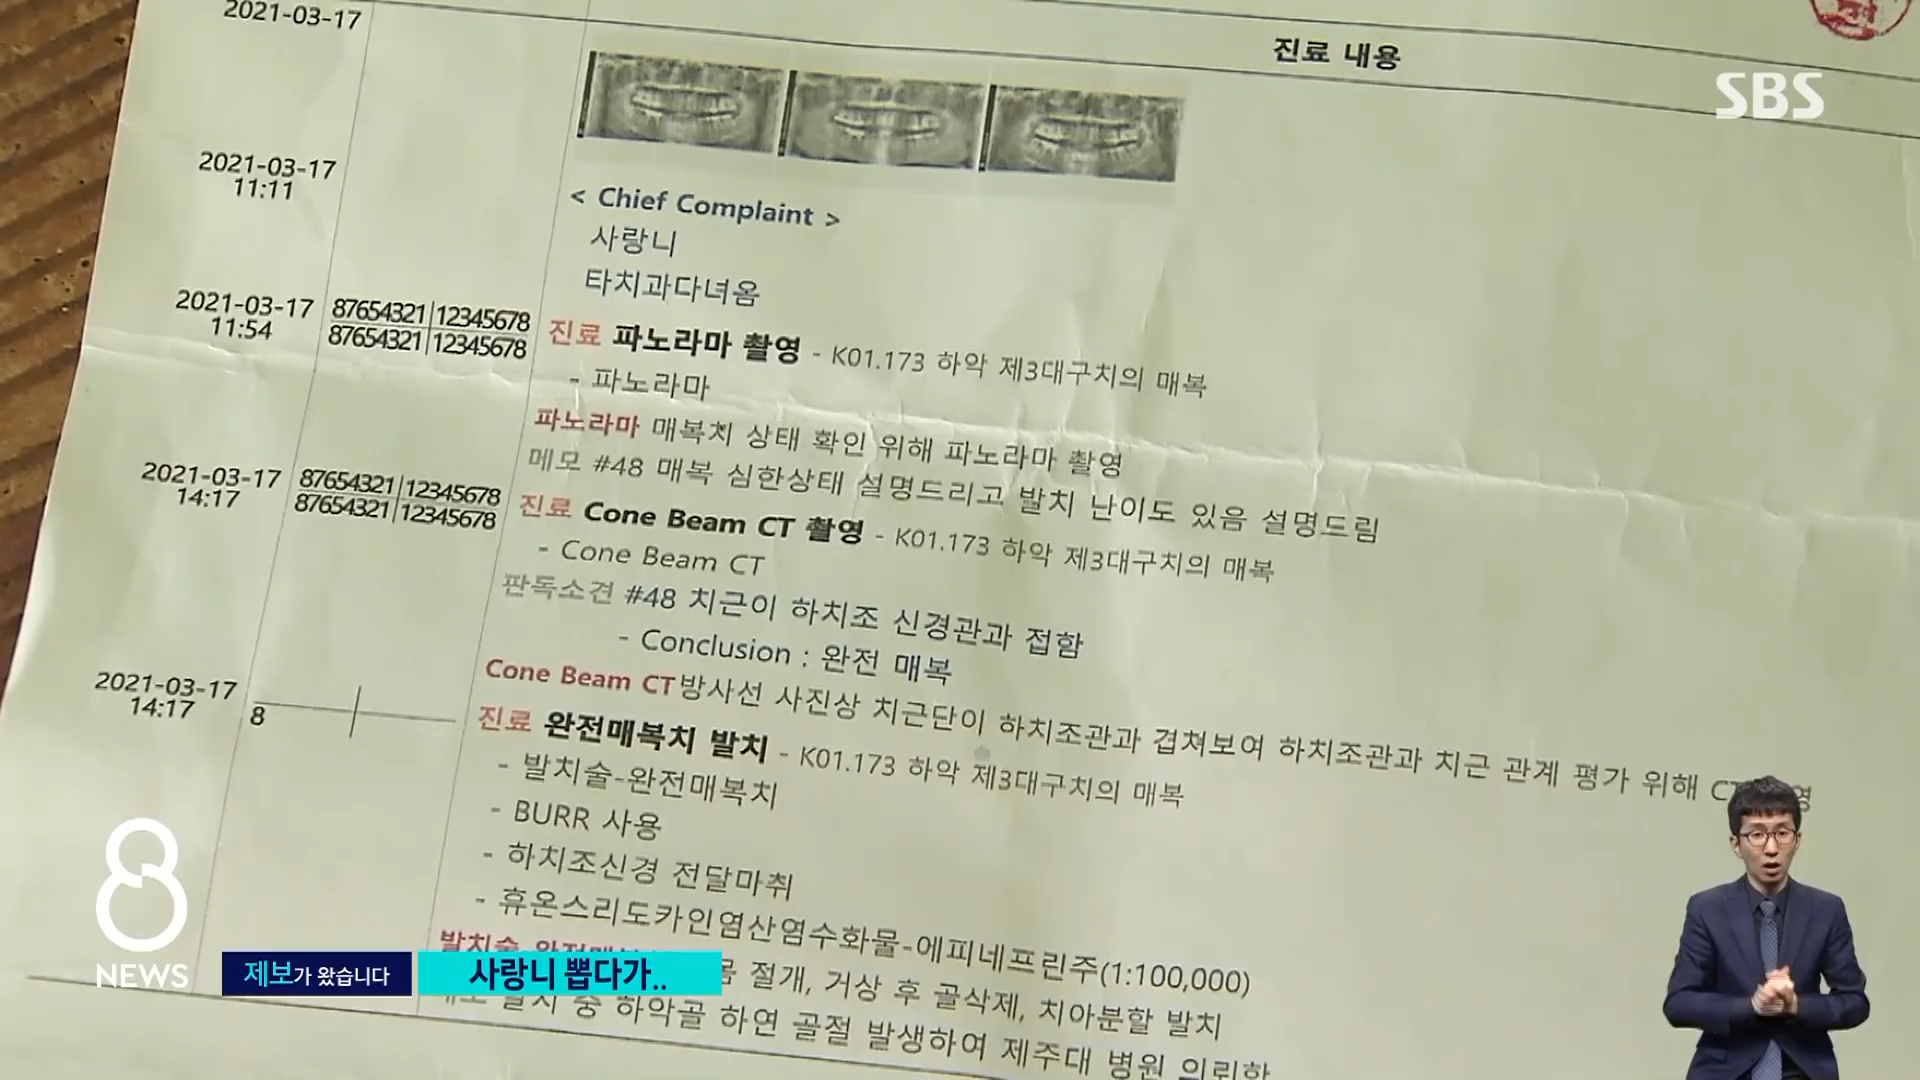 2021-03-17
진료 내용
SBS
2021-03-17
11:11
< Chief Complaint >
사랑니
타치과다녀옴
2021-03-17
11:54
87654321|12345678
87654321|12345678
진료 파노라마 촬영 - K01.173 하악 제3대구치의 매복
- 파노라마
파노라마 매복치 상태 확인 위해 파노라마 촬영
메모 #48 매복 심한상태 설명드리고 발치 난이도 있음 설명드림
2021-03-17
14:17
87654321|12345678
87654321|12345678
진료 Cone Beam CT 촬영 - K01.173 하악 제3대구치의 매복
- Cone Beam CT
판독소견 #48 치근이 하치조 신경관과 접함
- Conclusion : 완전 매복
Cone Beam CT방사선 사진상 치근단이 하치조관과 겹쳐보여 하치조관과 치근 관계 평가 위해
2021-03-17
14:17
8
진료 완전매복치 발치 - K01.173 하악 제3대구치의 매복
- 발치술-완전매복치
- BURR 사용
- 하치조신경 전달마취
- 휴온스리도카인염산염수화물-에피네프린주(1:100,000)
발치술
절개, 거상 후 골삭제, 치아분할 발치
발치 중 하악골 하연 골절 발생하여 제주대 병원 의뢰함
8
NEWS
제보가 왔습니다
사랑니 뽑다가..